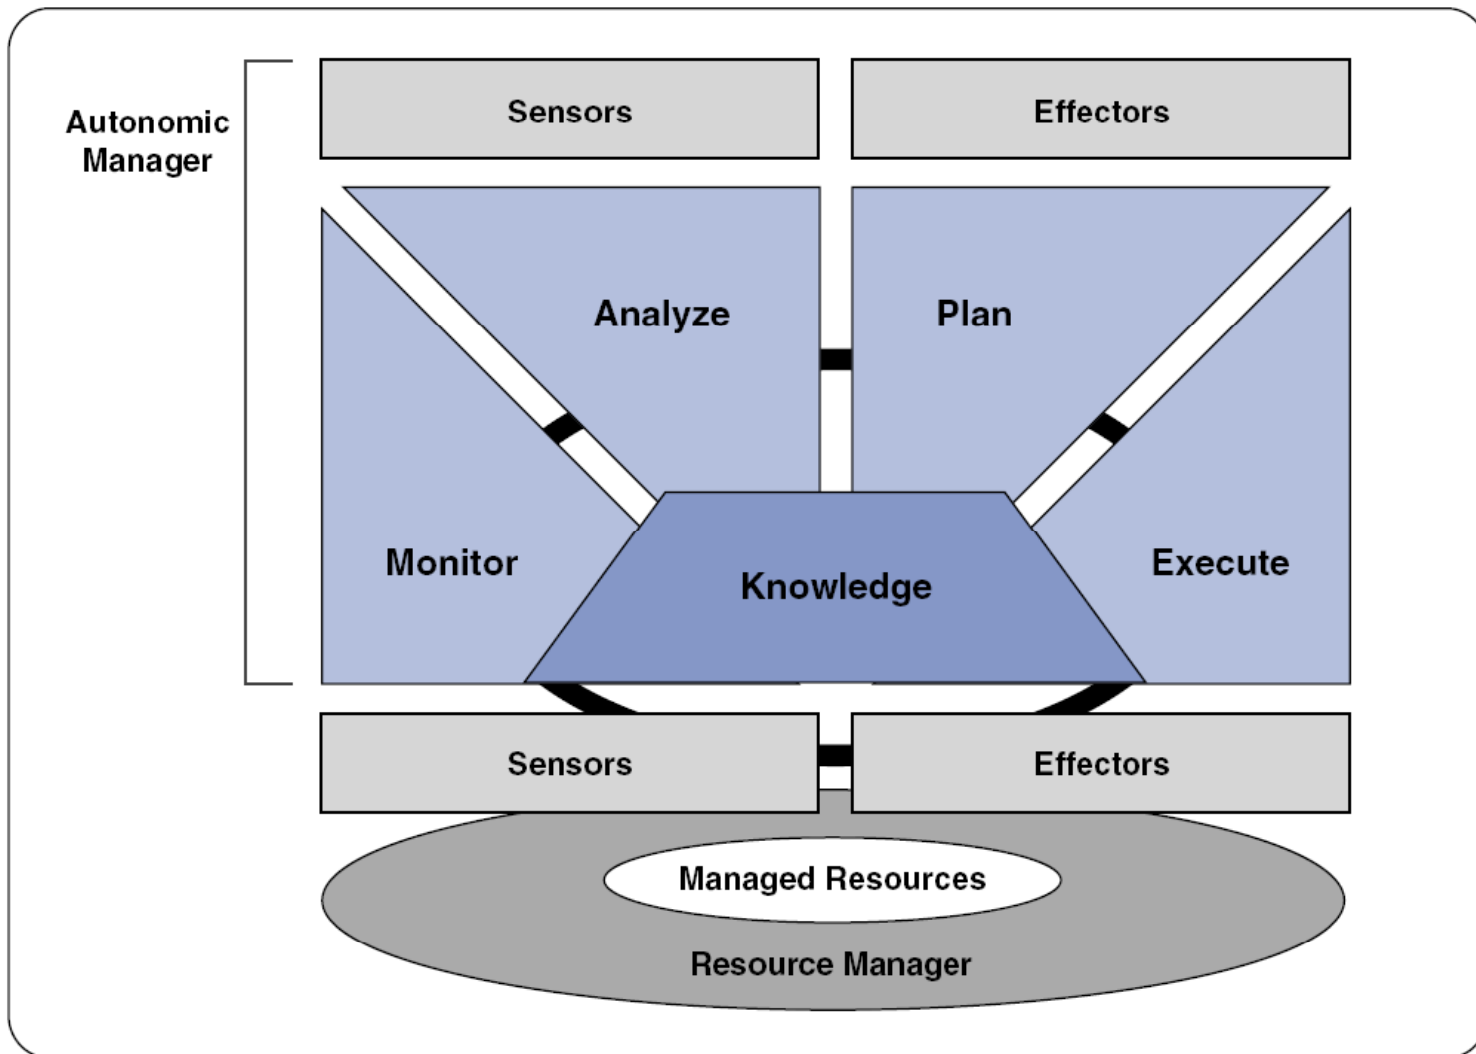 Autonomic
Manager
Sensors
Effectors
Analyze
Plan
Monitor
Knowledge
Execute
Sensors
Effectors
Managed Resources
Resource Manager